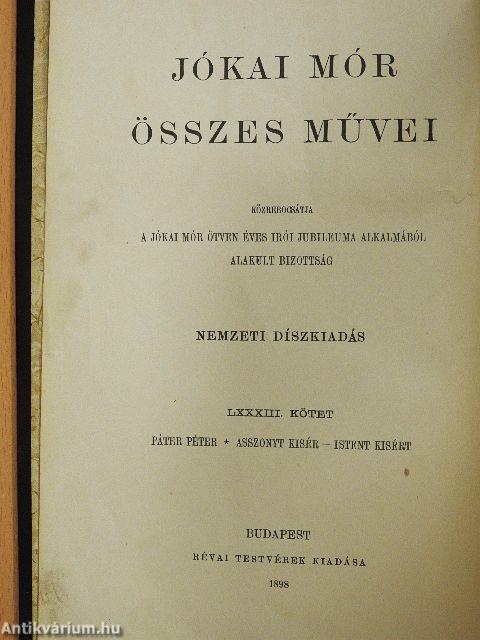 JÓKAI MÓR
ÖSSZES MŰVEI
KÖZREBOCSÁTJA
A JÓKAI MÓR ÖTVEN ÉVES IRÓI JUBILEUMA ALKALMÁBÓL
ALAKULT BIZOTTSÁG
NEMZETI DÍSZKIADÁS
LXXXIII. KÖTET
PÁTER PÉTER * ASSZONYT KISÉR — ISTENT KISÉRT
BUDAPEST
RÉVAI TESTVÉREK KIADÁSA
1898
Antikvárium.hu